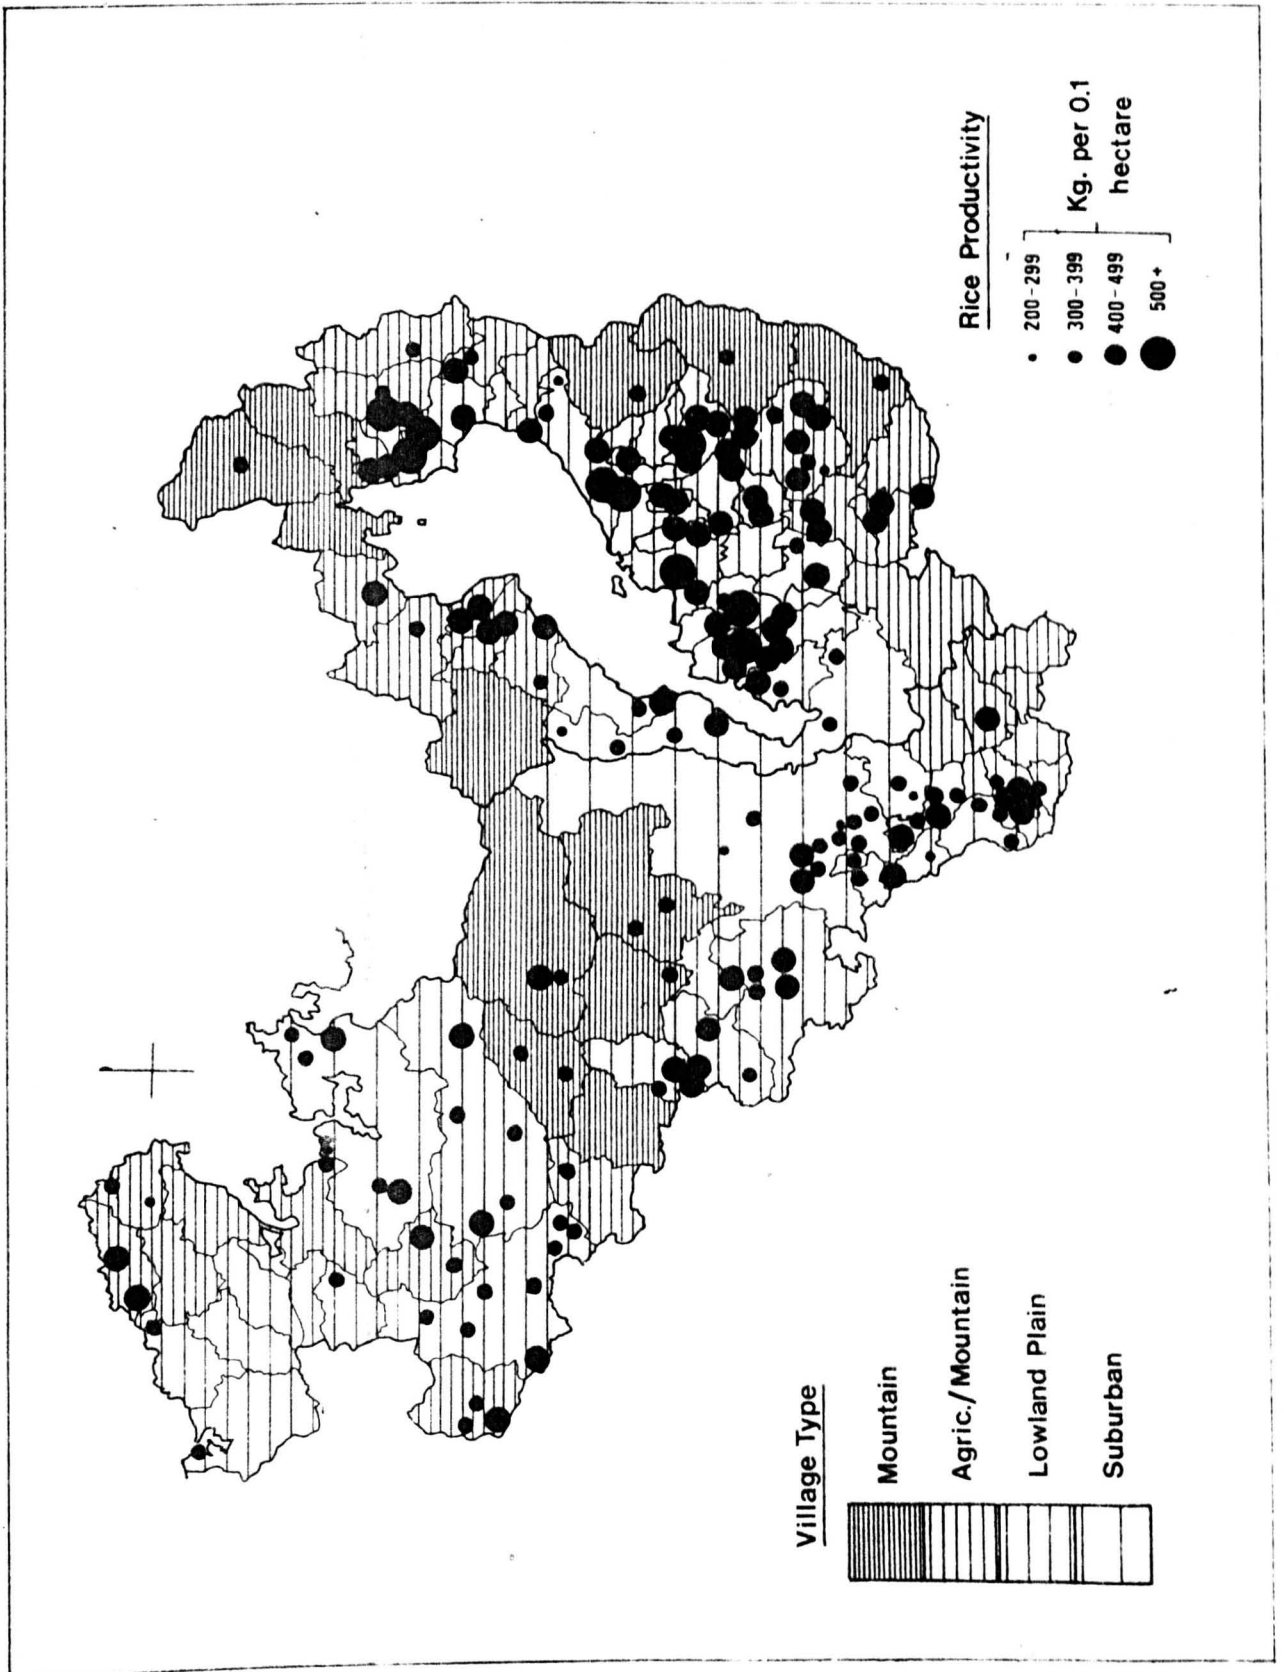 Village Type
Mountain
Agric./Mountain
Lowland Plain
Suburban
Rice Productivity
200-299
300-399
400-499
500+
Kg. per 0.1
hectare